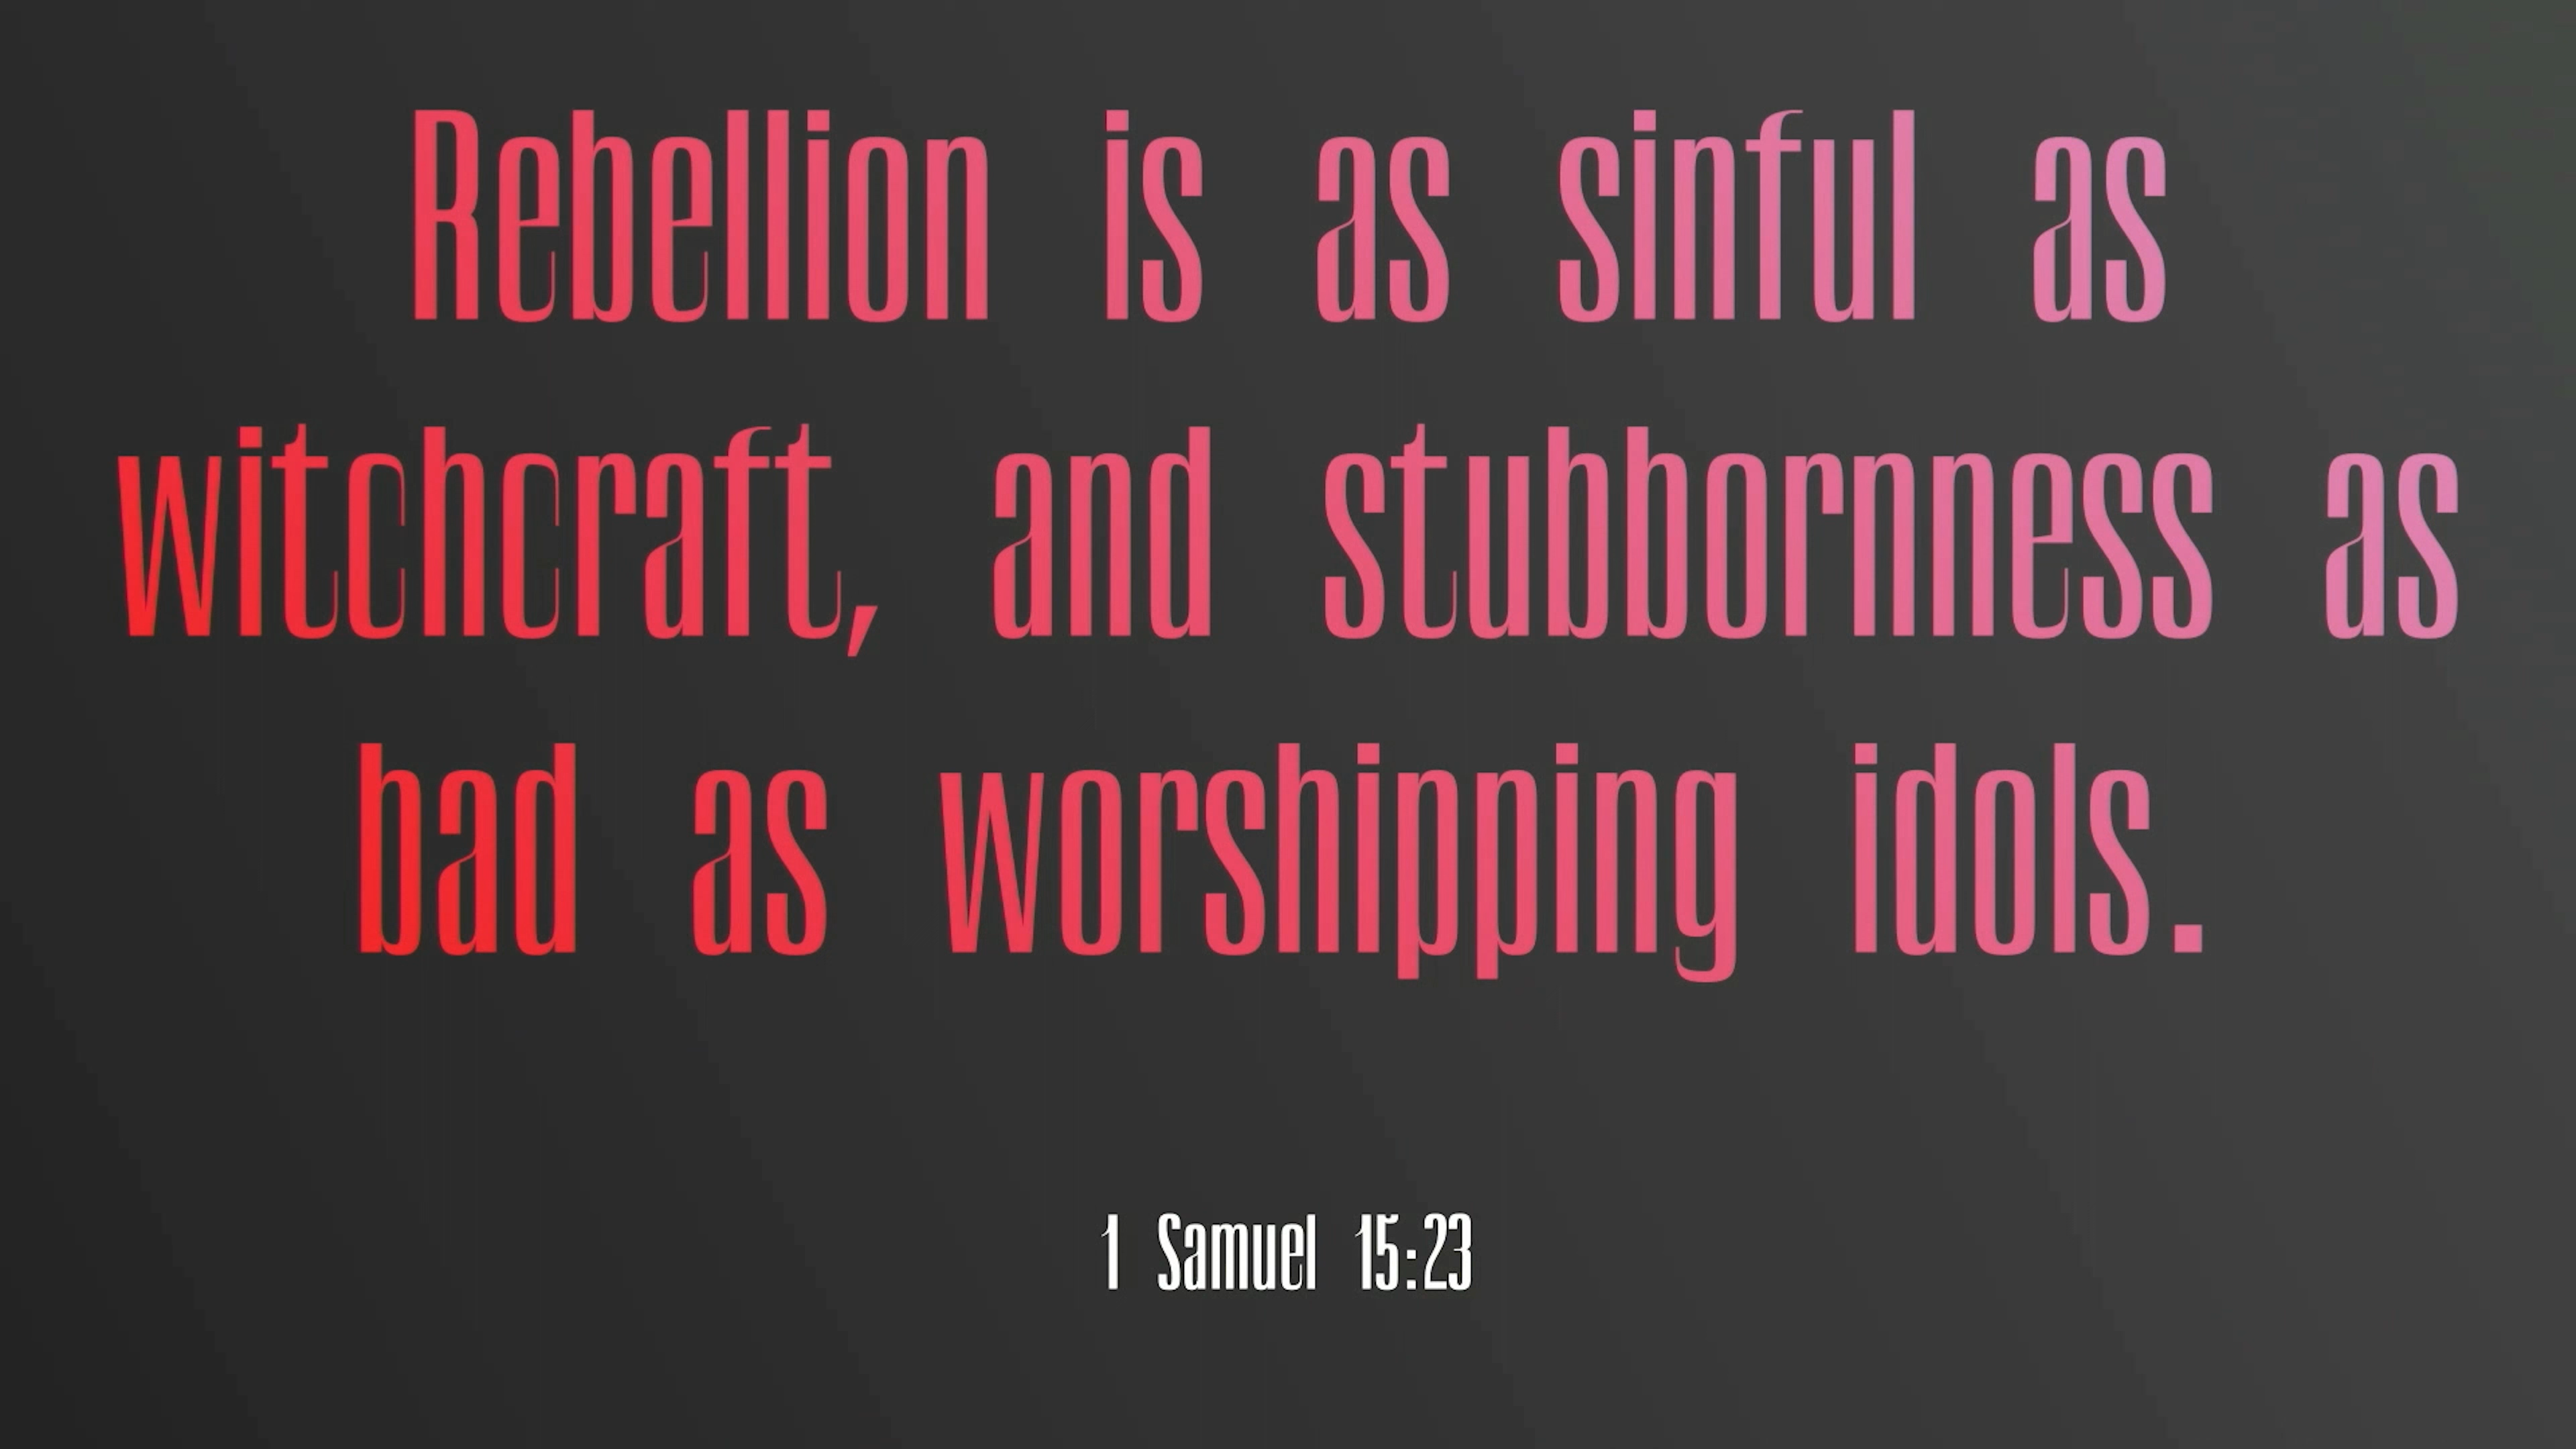 Rebellion is as sinful as
witchcraft, and stubbornness as
bad as worshipping idols.
1 Samuel 15:23